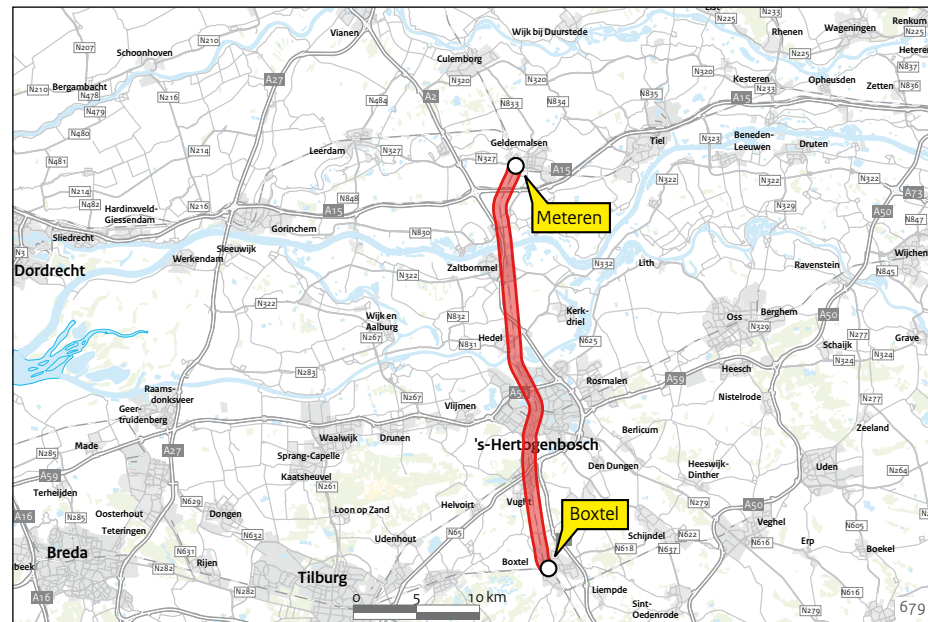 N207
Schoonhoven
N210
Vianen
Wijk bij Duurstede
N233
N225
Rhenen
Wageningen
Renkum
N225
N225
Heteren
N837
N836
Culemborg
N320
N320
Kesteren
N233
Opheusden
Zetten
A27
A2
N484
N833
N834
N835
A15
Bergambacht
N210
N478
N479
N216
N480
N214
N481
Leerdam
N327
Geldermalsen
N327
A15
Tiel
N323
Beneden-
Leeuwen
Druten
N322
N322
N322
N214
N482
Hardinxveld-
Giessendam
N216
N848
A15
Gorinchem
Meteren
N329
A73
A50
N847
Sliedrecht
N3
Dordrecht
Werkendam
Sleeuwijk
N830
N322
Zaltbommel
N332
Lith
Ravenstein
Wijchen
N845
N322
Wijk en
Aalburg
N267
N832
N831
Hedel
Kerk-
driel
N625
Oss
Berghem
N329
A50
Schaijk
N277
N324
N324
Grave
N283
N267
Rosmalen
A59
Heesch
Nistelrode
N277
Raams-
donksveer
Geer-
truidenberg
Vlijmen
Waalwijk
Drunen
's-Hertogenbosch
Berlicum
Zeeland
Made
N285
A59
A27
Sprang-Capelle
Kaatsheuvel
N261
Den Dungen
Heeswijk-
Dinther
N279
Uden
N264
Terheijden
N285
A16
Oosterhout
Teteringen
N629
Dongen
N632
Loon op Zand
Helvoirt
Vught
N65
Udenhout
Boxtel
Schijndel
N622
N618
N637
A50
Veghel
N616
N605
Erp
Boekel
Breda
N631
N282
Rijen
N282
Tilburg
Boxtel
Liempde
Sint-
Oedenrode
N279
N616
A16
0 5 10 km
679